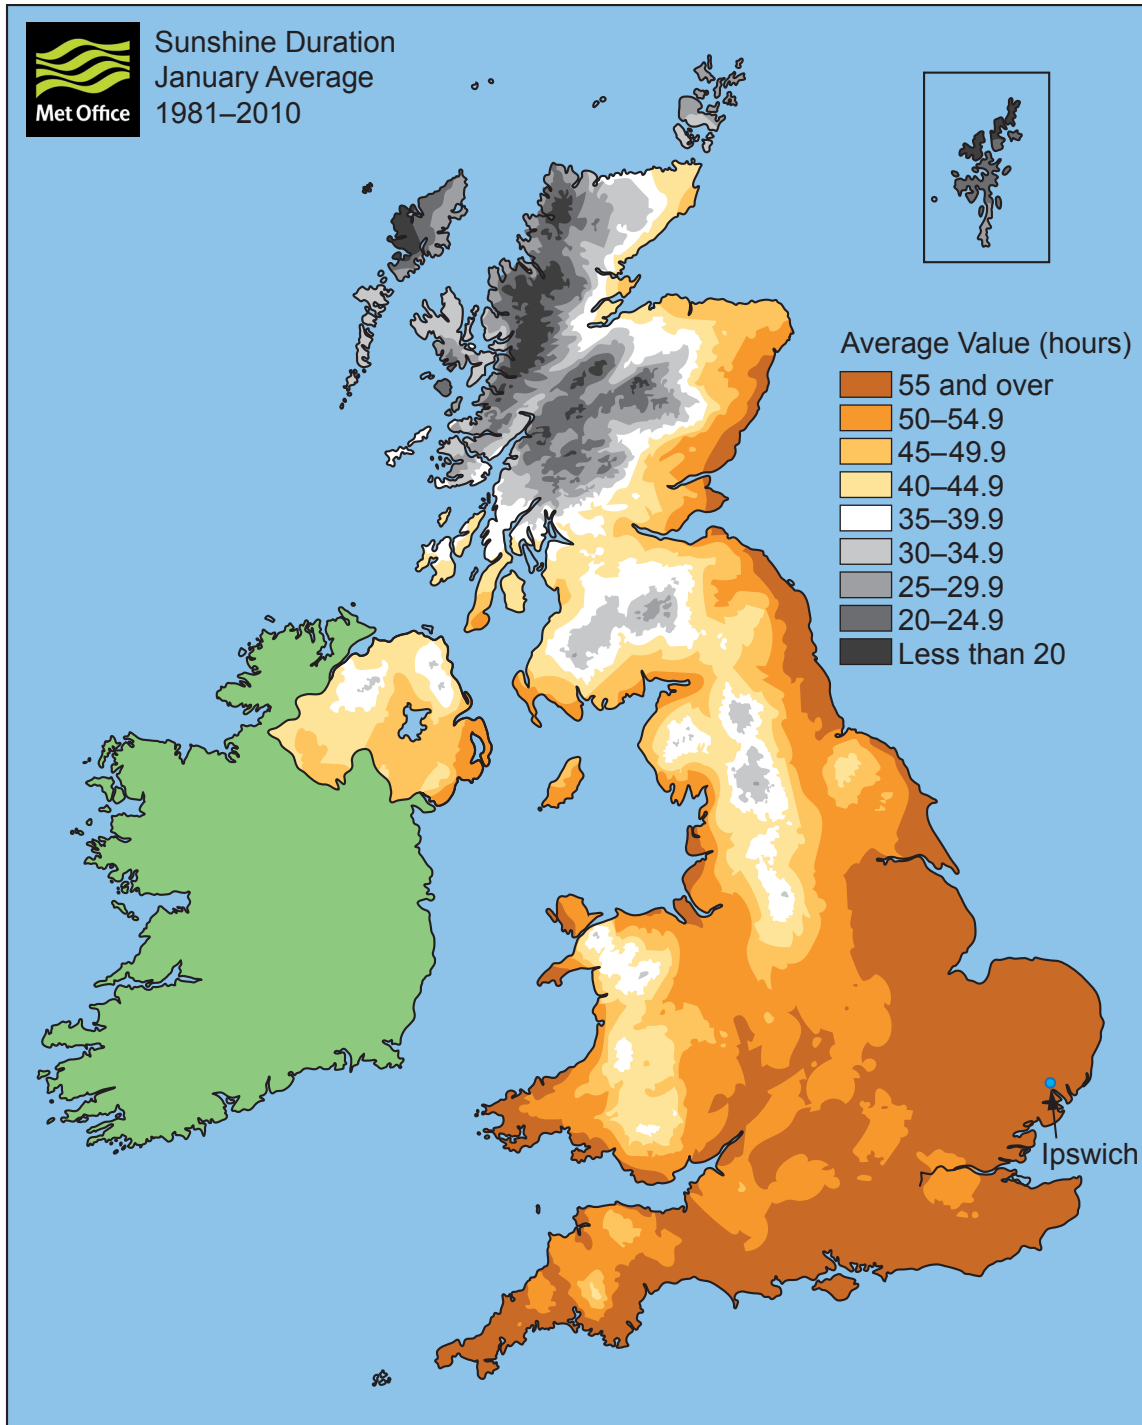 Met Office
Sunshine Duration
January Average
1981–2010
Average Value (hours)
55 and over
50–54.9
45–49.9
40–44.9
35–39.9
30–34.9
25–29.9
20–24.9
Less than 20
Ipswich